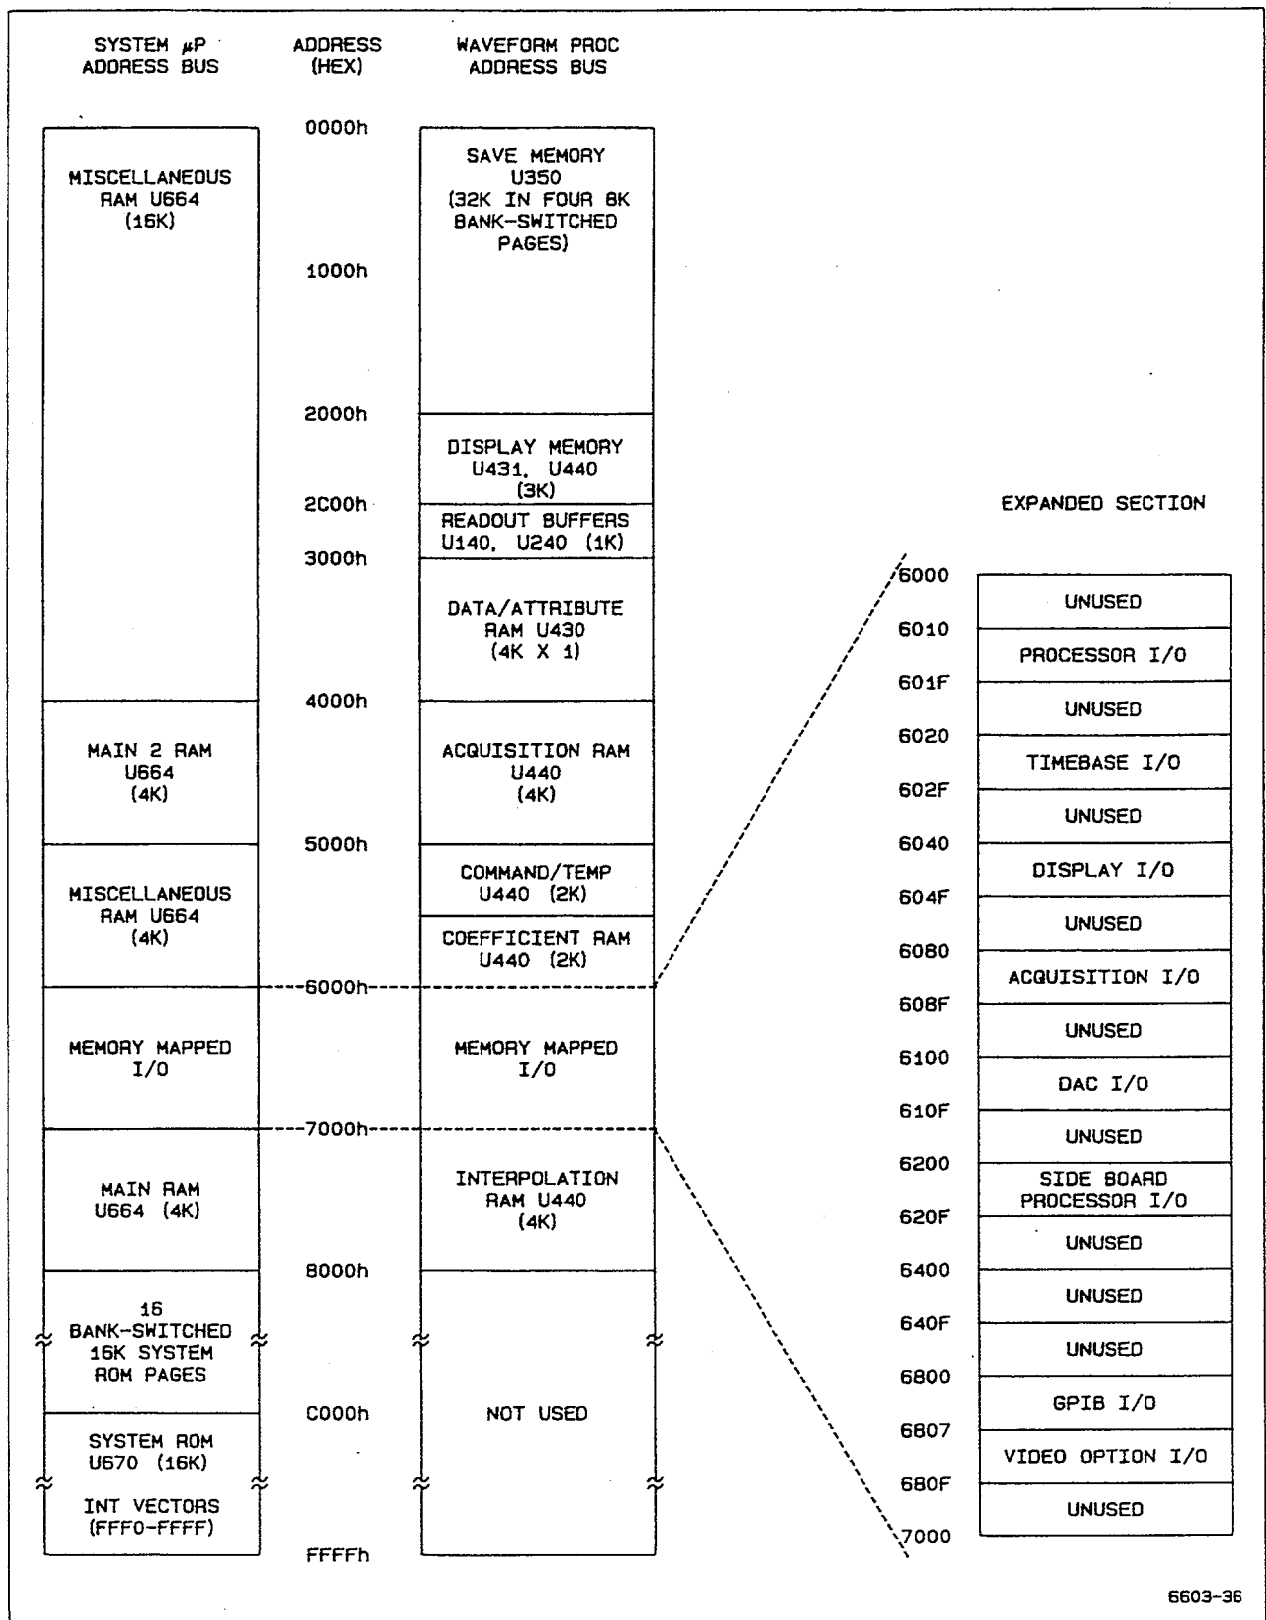 SYSTEM µP
ADDRESS BUS
ADDRESS
(HEX)
WAVEFORM PROC
ADDRESS BUS
0000h
MISCELLANEOUS
RAM U664
(16K)
SAVE MEMORY
U350
(32K IN FOUR 8K
BANK-SWITCHED
PAGES)
1000h
2000h
DISPLAY MEMORY
U431, U440
(3K)
2C00h
READOUT BUFFERS
U140, U240 (1K)
3000h
DATA/ATTRIBUTE
RAM U430
(4K X 1)
4000h
MAIN 2 RAM
U664
(4K)
ACQUISITION RAM
U440
(4K)
5000h
MISCELLANEOUS
RAM U664
(4K)
COMMAND/TEMP
U440 (2K)
COEFFICIENT RAM
U440 (2K)
6000h
MEMORY MAPPED
I/O
MEMORY MAPPED
I/O
7000h
MAIN RAM
U664 (4K)
INTERPOLATION
RAM U440
(4K)
8000h
16
BANK-SWITCHED
16K SYSTEM
ROM PAGES
C000h
NOT USED
SYSTEM ROM
U670 (16K)
INT VECTORS
(FFF0-FFFF)
FFFFh
EXPANDED SECTION
6000
UNUSED
6010
PROCESSOR I/O
601F
UNUSED
6020
TIMEBASE I/O
602F
UNUSED
6040
DISPLAY I/O
604F
UNUSED
6080
ACQUISITION I/O
608F
UNUSED
6100
DAC I/O
610F
UNUSED
6200
SIDE BOARD
PROCESSOR I/O
620F
UNUSED
6400
UNUSED
640F
UNUSED
6800
GPIB I/O
6807
VIDEO OPTION I/O
680F
UNUSED
7000
6603-36